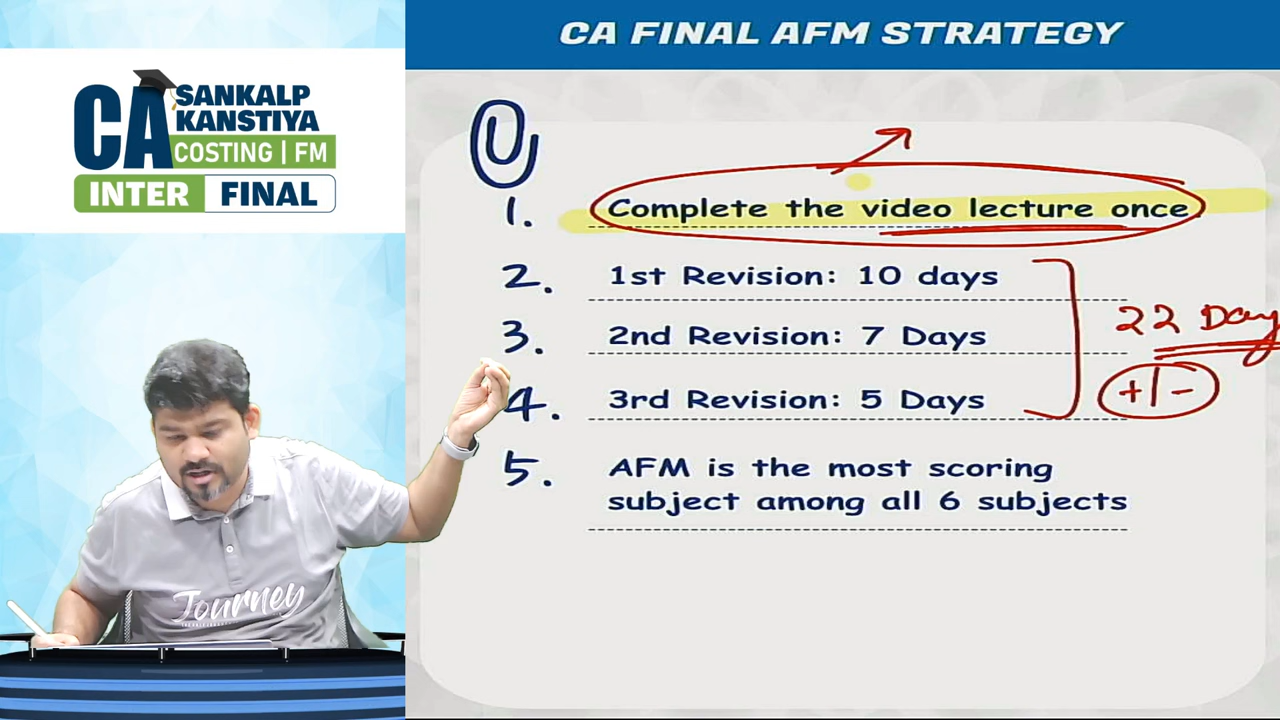 CA FINAL AFM STRATEGY
CA SANKALP
KANSTIYA
COSTING | FM
INTER FINAL
1. Complete the video lecture once
2. 1st Revision: 10 days
3. 2nd Revision: 7 Days
22 Days
4. 3rd Revision: 5 Days
+/-
5. AFM is the most scoring
subject among all 6 subjects
Journey